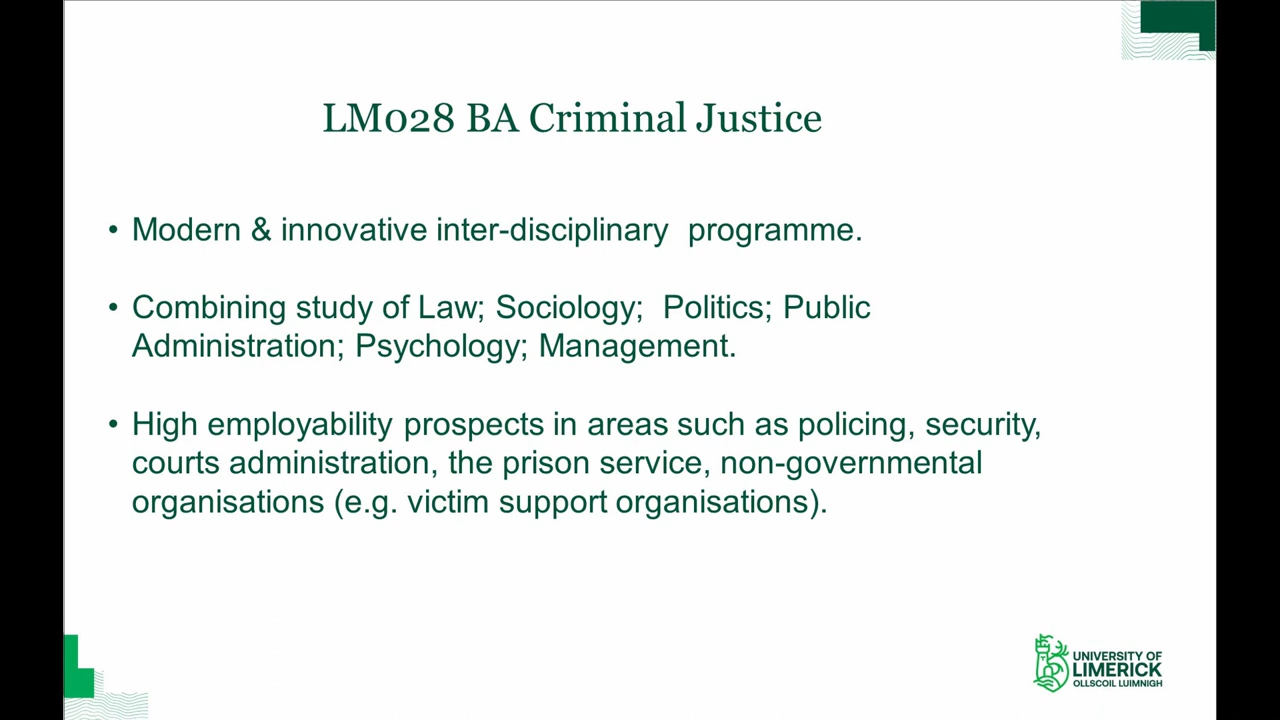 LM028 BA Criminal Justice
• Modern & innovative inter-disciplinary  programme.
• Combining study of Law; Sociology;  Politics; Public
Administration; Psychology; Management.
• High employability prospects in areas such as policing, security,
courts administration, the prison service, non-governmental
organisations (e.g. victim support organisations).
UNIVERSITY OF
LIMERICK
OLLSCOIL LUIMNIGH